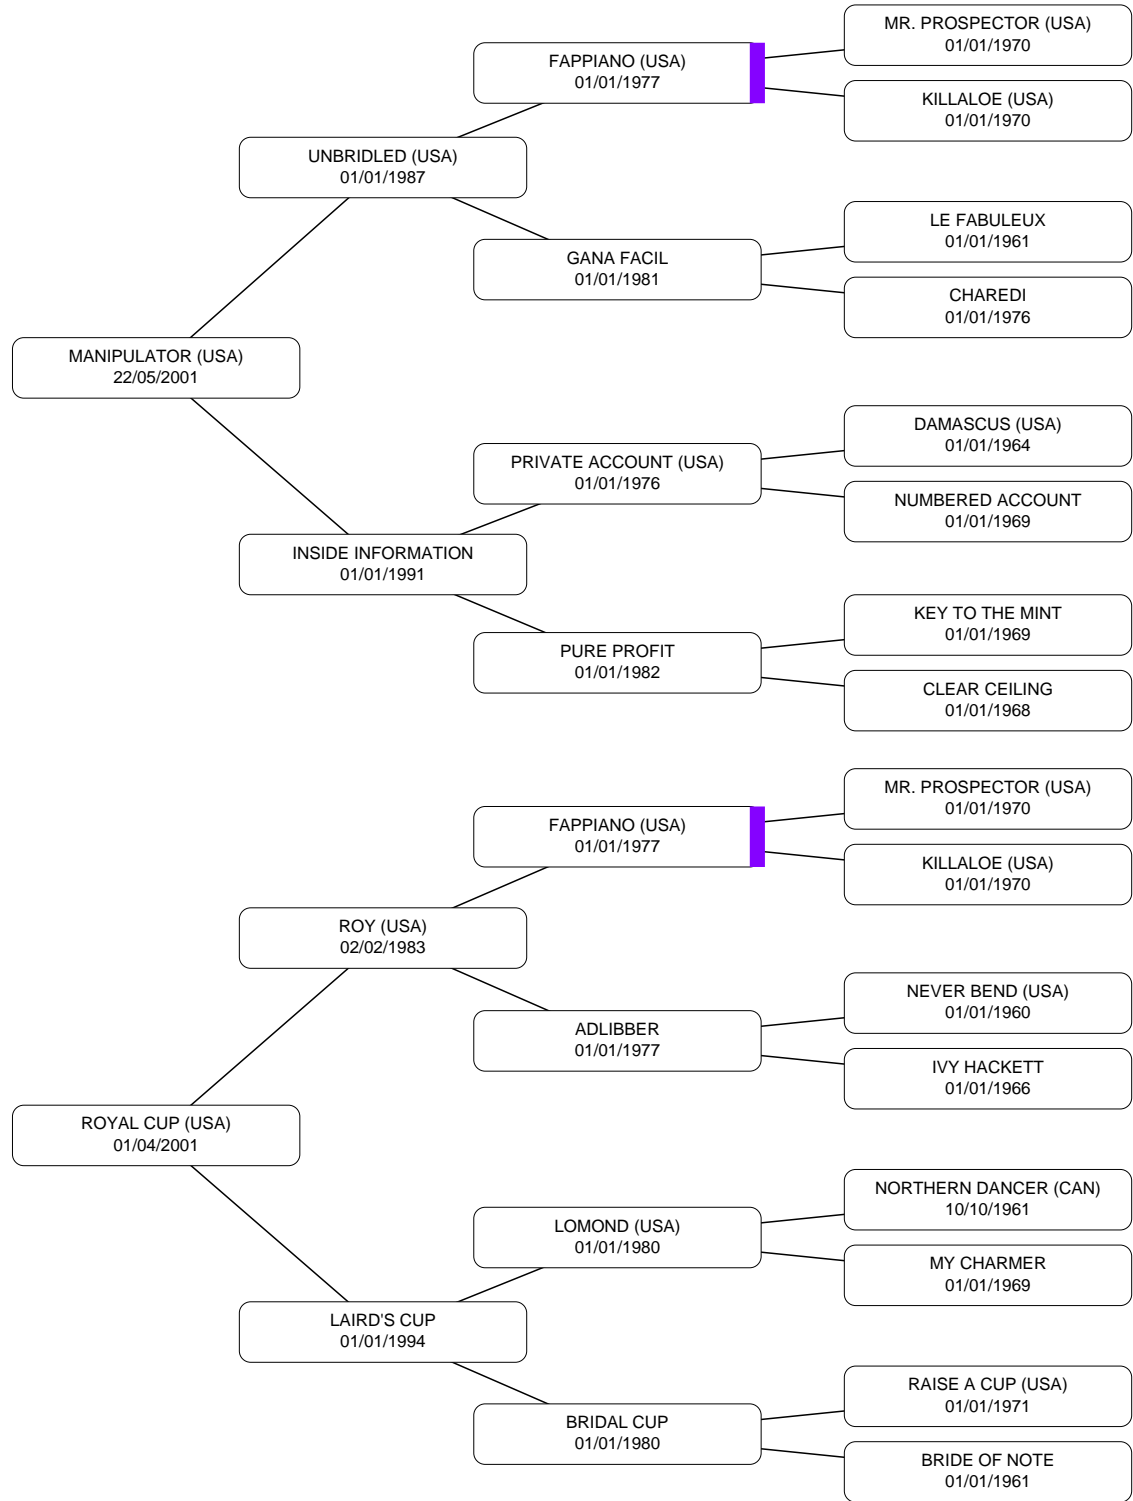 MR. PROSPECTOR (USA)
01/01/1970
FAPPIANO (USA)
01/01/1977
KILLALOE (USA)
01/01/1970
UNBRIDLED (USA)
01/01/1987
LE FABULEUX
01/01/1961
GANA FACIL
01/01/1981
CHAREDI
01/01/1976
MANIPULATOR (USA)
22/05/2001
DAMASCUS (USA)
01/01/1964
PRIVATE ACCOUNT (USA)
01/01/1976
NUMBERED ACCOUNT
01/01/1969
INSIDE INFORMATION
01/01/1991
KEY TO THE MINT
01/01/1969
PURE PROFIT
01/01/1982
CLEAR CEILING
01/01/1968
MR. PROSPECTOR (USA)
01/01/1970
FAPPIANO (USA)
01/01/1977
KILLALOE (USA)
01/01/1970
ROY (USA)
02/02/1983
NEVER BEND (USA)
01/01/1960
ADLIBBER
01/01/1977
IVY HACKETT
01/01/1966
ROYAL CUP (USA)
01/04/2001
NORTHERN DANCER (CAN)
10/10/1961
LOMOND (USA)
01/01/1980
MY CHARMER
01/01/1969
LAIRD'S CUP
01/01/1994
RAISE A CUP (USA)
01/01/1971
BRIDAL CUP
01/01/1980
BRIDE OF NOTE
01/01/1961